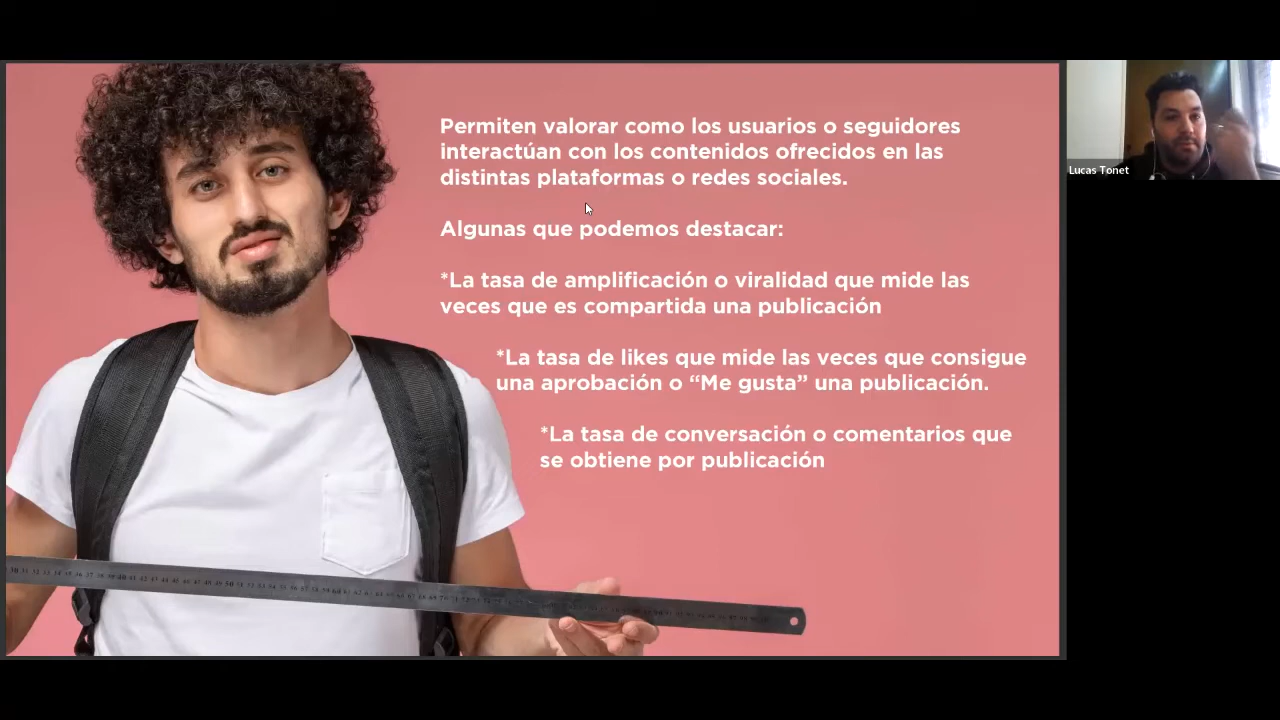 Permiten valorar como los usuarios o seguidores
interactúan con los contenidos ofrecidos en las
distintas plataformas o redes sociales.
Algunas que podemos destacar:
*La tasa de amplificación o viralidad que mide las
veces que es compartida una publicación
*La tasa de likes que mide las veces que consigue
una aprobación o “Me gusta” una publicación.
*La tasa de conversación o comentarios que
se obtiene por publicación
Lucas Tonet